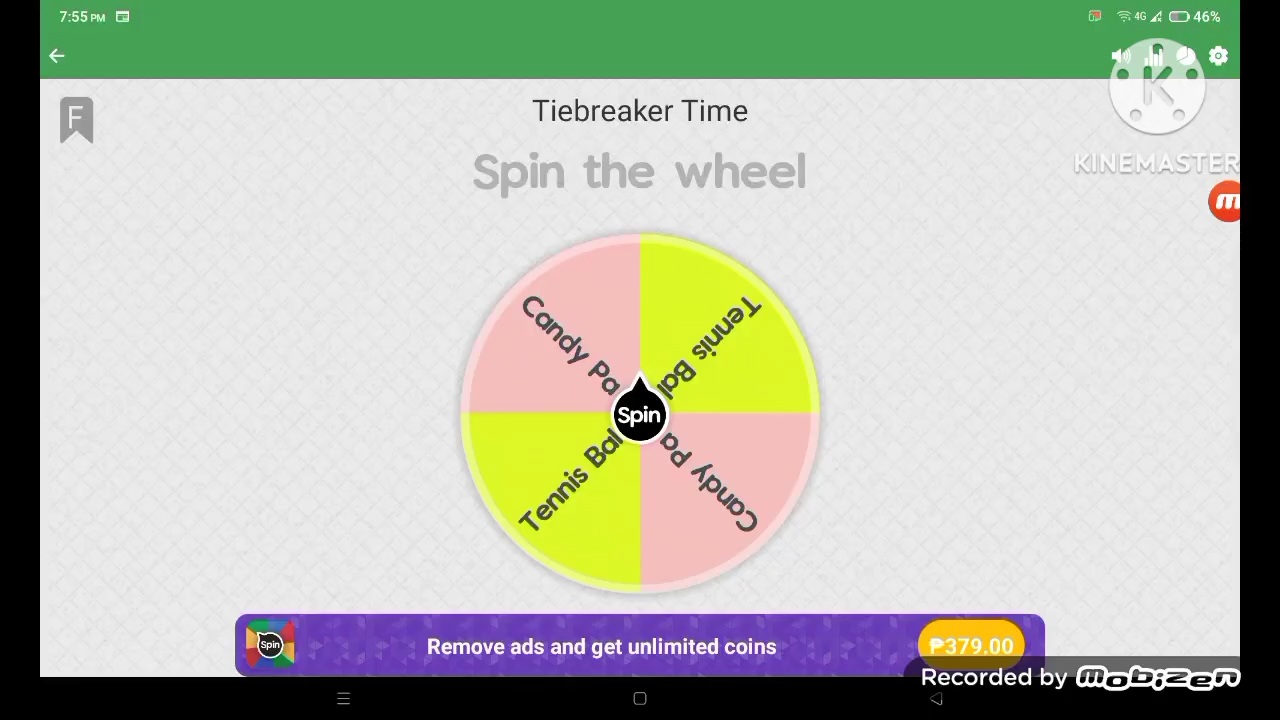 7:55 PM
4G 46%
F
K
KINEMASTER
Tiebreaker Time
Spin the wheel
m
Candy Pa
Tennis Bal
Spin
Tennis Bal
Candy Pa
Spin
Remove ads and get unlimited coins
₱379.00
Recorded by mobizen